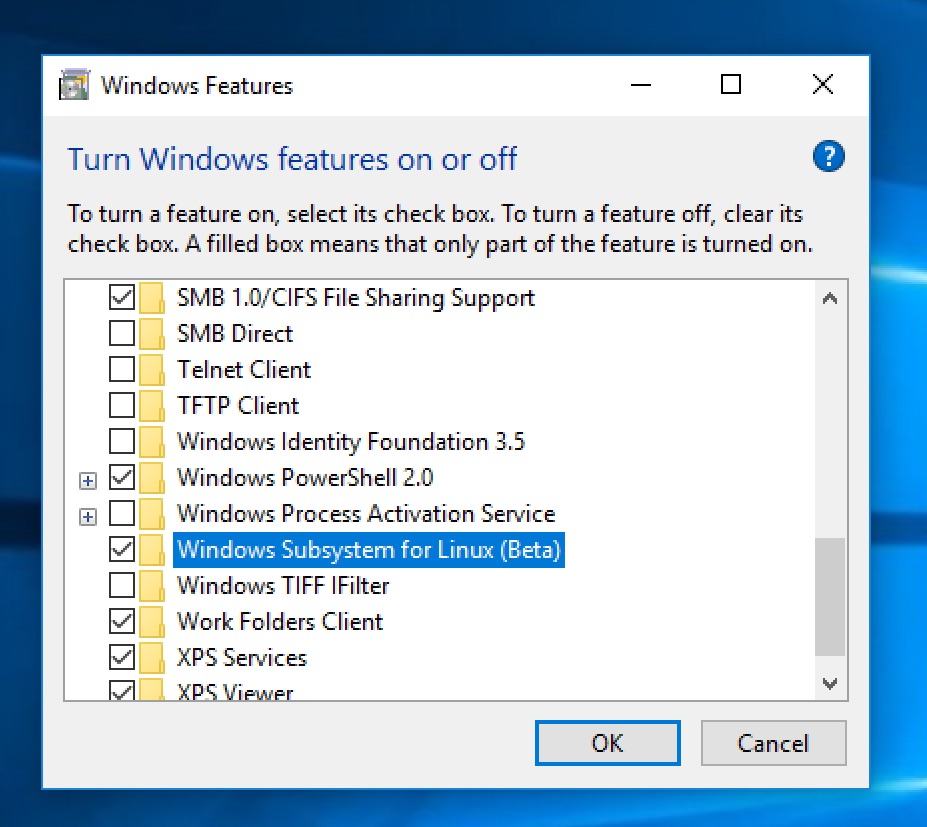 Windows Features
Turn Windows features on or off
?
To turn a feature on, select its check box. To turn a feature off, clear its
check box. A filled box means that only part of the feature is turned on.
SMB 1.0/CIFS File Sharing Support
SMB Direct
Telnet Client
TFTP Client
Windows Identity Foundation 3.5
Windows PowerShell 2.0
Windows Process Activation Service
Windows Subsystem for Linux (Beta)
Windows TIFF IFilter
Work Folders Client
XPS Services
XPS Viewer
OK Cancel